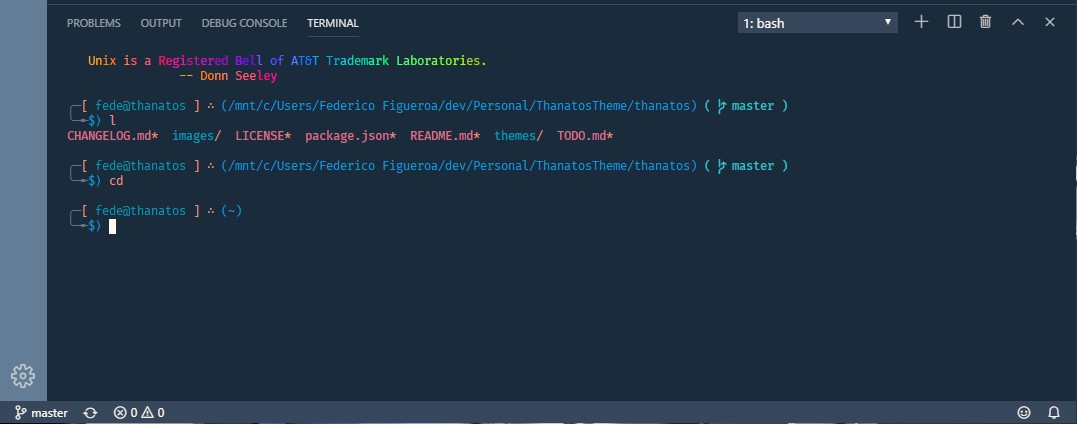 PROBLEMS OUTPUT DEBUG CONSOLE TERMINAL 1: bash
Unix is a Registered Bell of AT&T Trademark Laboratories.
-- Donn Seeley
[ fede@thanatos ] ∴ (/mnt/c/Users/Federico Figueroa/dev/Personal/ThanatosTheme/thanatos) ( master )
$) l
CHANGELOG.md* images/ LICENSE* package.json* README.md* themes/ TODO.md*
[ fede@thanatos ] ∴ (/mnt/c/Users/Federico Figueroa/dev/Personal/ThanatosTheme/thanatos) ( master )
$) cd
[ fede@thanatos ] ∴ (~)
$)
master 0 0